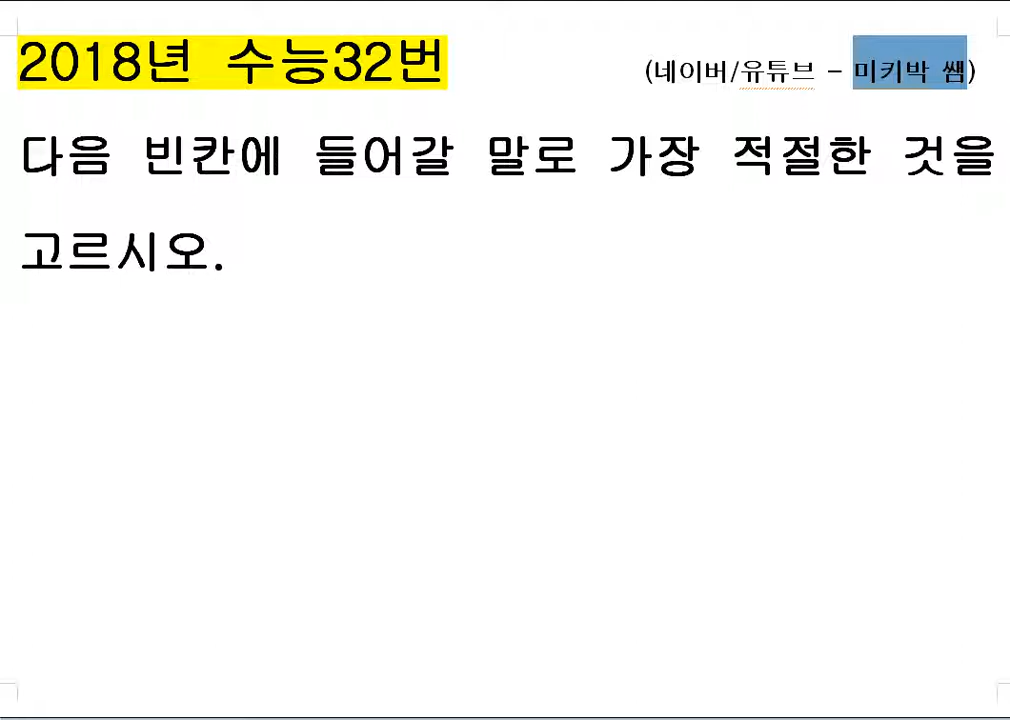 2018년 수능32번 (네이버/유튜브 - 미키박 쌤)
다음 빈칸에 들어갈 말로 가장 적절한 것을
고르시오.